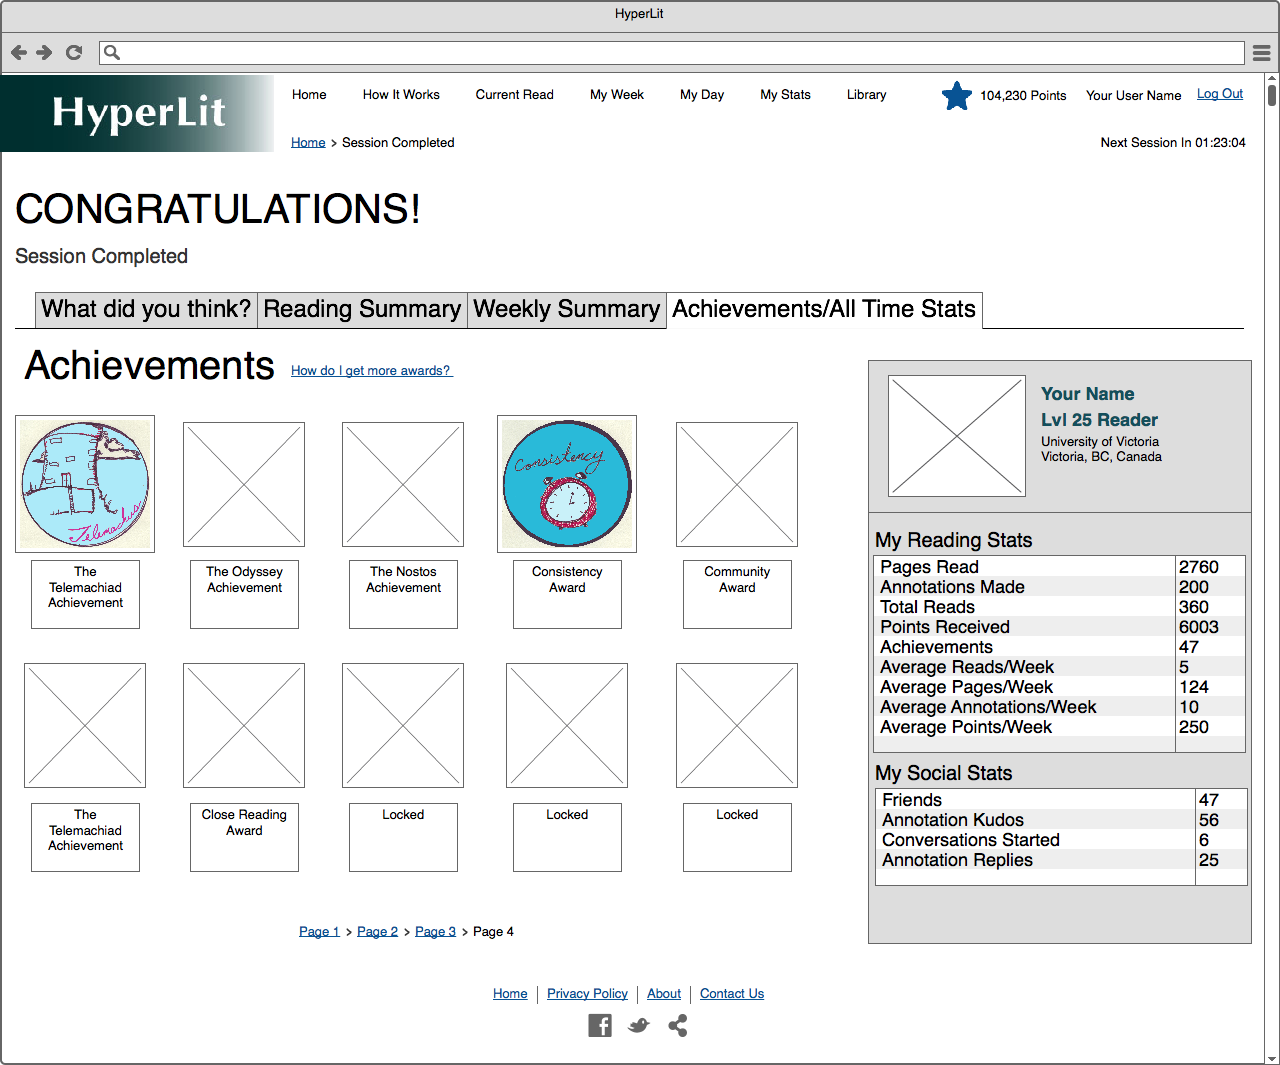 HyperLit
HyperLit
Home How It Works Current Read My Week My Day My Stats Library
104,230 Points Your User Name Log Out
Home > Session Completed
Next Session In 01:23:04
CONGRATULATIONS!
Session Completed
What did you think? Reading Summary Weekly Summary Achievements/All Time Stats
Achievements How do I get more awards?
Telemachus
Consistency
The
Telemachiad
Achievement
The Odyssey
Achievement
The Nostos
Achievement
Consistency
Award
Community
Award
The
Telemachiad
Achievement
Close Reading
Award
Locked
Locked
Locked
Page 1 > Page 2 > Page 3 > Page 4
Your Name
Lvl 25 Reader
University of Victoria
Victoria, BC, Canada
My Reading Stats
Pages Read 2760
Annotations Made 200
Total Reads 360
Points Received 6003
Achievements 47
Average Reads/Week 5
Average Pages/Week 124
Average Annotations/Week 10
Average Points/Week 250
My Social Stats
Friends 47
Annotation Kudos 56
Conversations Started 6
Annotation Replies 25
Home Privacy Policy About Contact Us